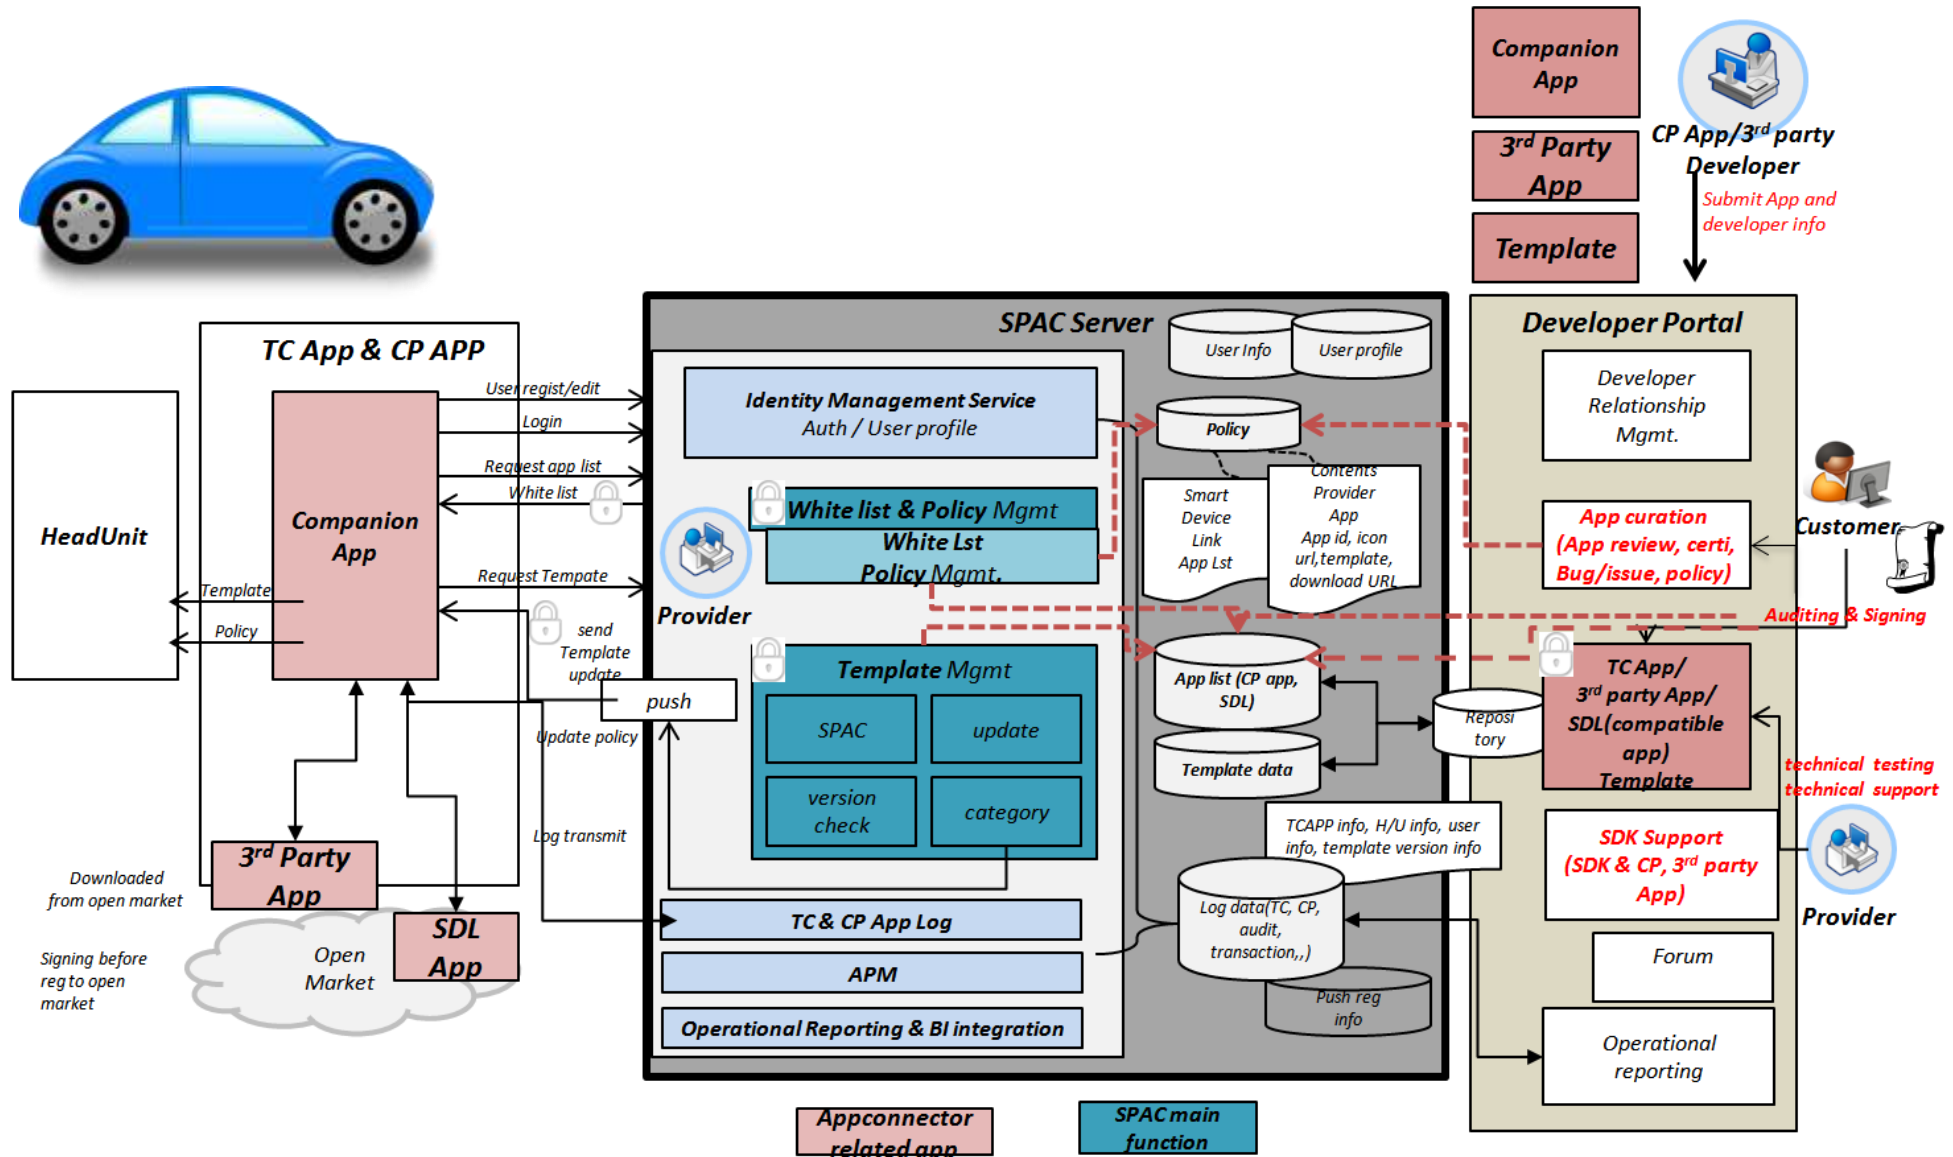 Companion
App
3rd Party
App
Template
CP App/3rd party
Developer
Submit App and
developer info
TC App & CP APP
HeadUnit
Companion
App
Template
Policy
User regist/edit
Login
Request app list
White list
Request Tempate
send
Template
update
Update policy
Log transmit
3rd Party
App
SDL
App
Open
Market
Downloaded
from open market
Signing before
reg to open
market
SPAC Server
Identity Management Service
Auth / User profile
White list & Policy Mgmt
White Lst
Policy Mgmt.
Provider
push
Template Mgmt
SPAC
update
version
check
category
TC & CP App Log
APM
Operational Reporting & BI integration
User Info
User profile
Policy
Smart
Device
Link
App Lst
Contents
Provider
App
App id, icon
url,template,
download URL
App list (CP app,
SDL)
Template data
Reposi
tory
TCAPP info, H/U info, user
info, template version info
Log data(TC, CP,
audit,
transaction,,)
Push reg
info
Developer Portal
Developer
Relationship
Mgmt.
App curation
(App review, certi,
Bug/issue, policy)
Customer
Auditing & Signing
TC App/
3rd party App/
SDL(compatible
app)
Template
technical testing
technical support
SDK Support
(SDK & CP, 3rd party
App)
Provider
Forum
Operational
reporting
Appconnector
related app
SPAC main
function